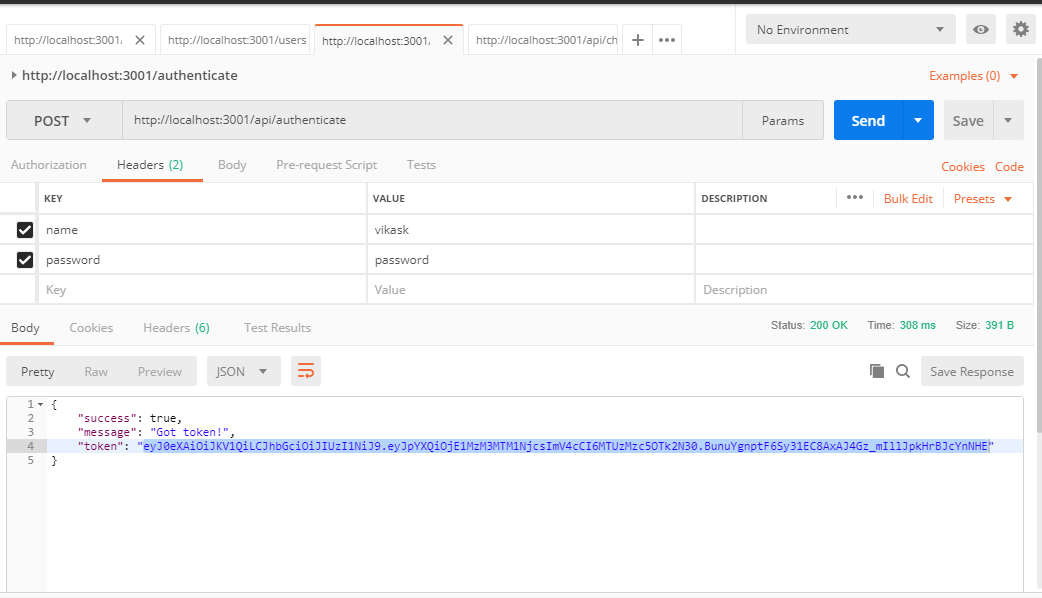 http://localhost:3001/
http://localhost:3001/users
http://localhost:3001/
http://localhost:3001/api/ch
No Environment
http://localhost:3001/authenticate
Examples (0)
POST
http://localhost:3001/api/authenticate
Params
Send
Save
Authorization
Headers (2)
Body
Pre-request Script
Tests
Cookies
Code
KEY
VALUE
DESCRIPTION
Bulk Edit
Presets
name
vikask
password
password
Key
Value
Description
Body
Cookies
Headers (6)
Test Results
Status: 200 OK
Time: 308 ms
Size: 391 B
Pretty
Raw
Preview
JSON
Save Response
1 {
2 "success": true,
3 "message": "Got token!",
4 "token": "eyJ0eXAiOiJKV1QiLCJhbGciOiJIUzI1NiJ9.eyJpYXQiOjE1MzM3MTM1NjcsImV4cCI6MTUzMzc5OTk2N30.BunuYgnptF6Sy31EC8AxAJ4Gz_mIllJpkHrBJcYnNHE"
5 }